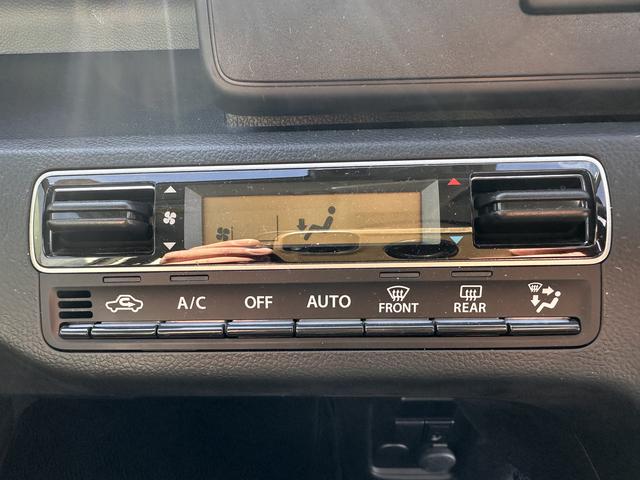 A/C OFF AUTO FRONT REAR